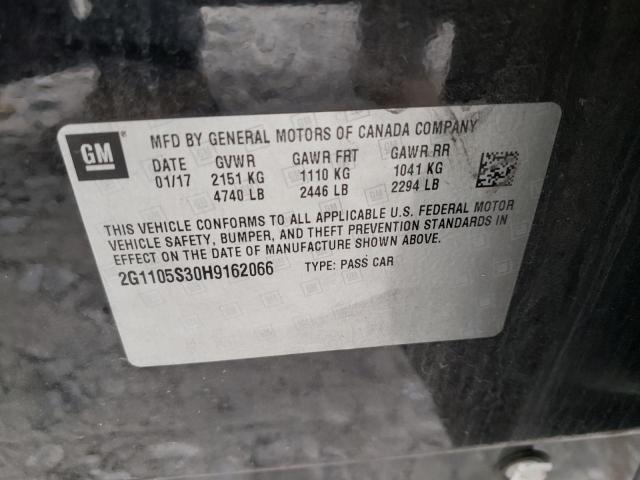 GM
MFD BY GENERAL MOTORS OF CANADA COMPANY
DATE GVWR GAWR FRT GAWR RR
01/17 2151 KG 1110 KG 1041 KG
4740 LB 2446 LB 2294 LB
THIS VEHICLE CONFORMS TO ALL APPLICABLE U.S. FEDERAL MOTOR
VEHICLE SAFETY, BUMPER, AND THEFT PREVENTION STANDARDS IN
EFFECT ON THE DATE OF MANUFACTURE SHOWN ABOVE.
2G1105S30H9162066 TYPE: PASS CAR